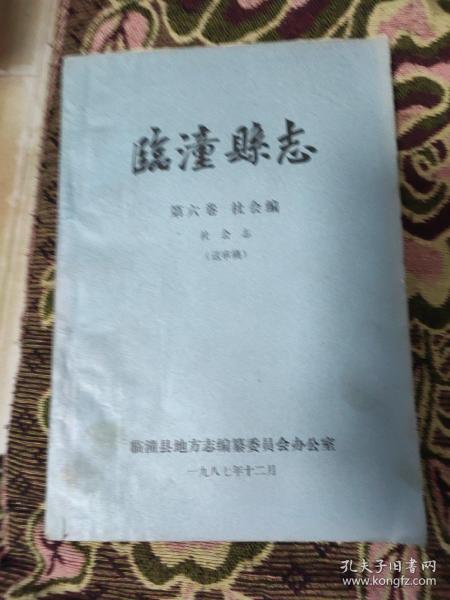 臨潼縣志
第六卷 社会编
社会志
（送审稿）
临潼县地方志编纂委员会办公室
一九八七年十二月
孔夫子旧书网
www.kongfz.com